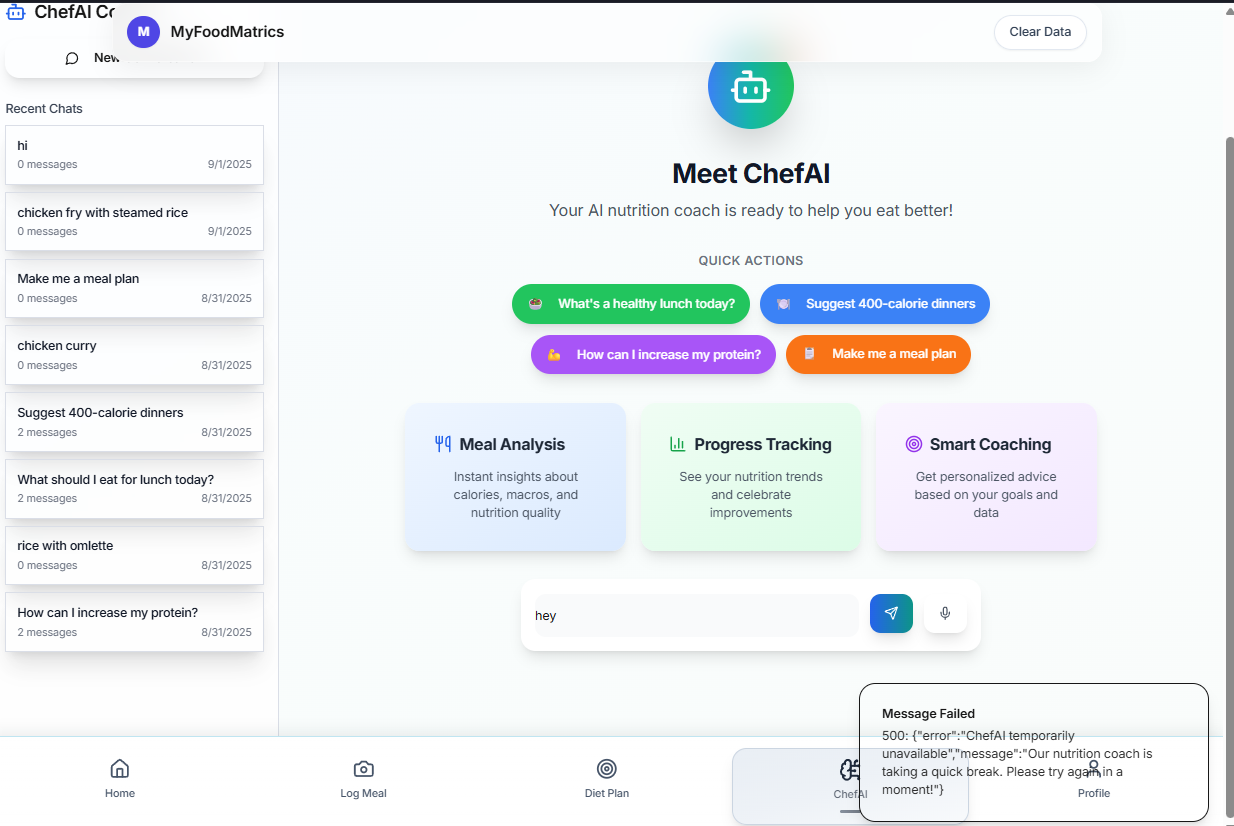 ChefAI Co
M
MyFoodMatrics
Clear Data
New
Recent Chats
hi
0 messages 9/1/2025
chicken fry with steamed rice
0 messages 9/1/2025
Make me a meal plan
0 messages 8/31/2025
chicken curry
0 messages 8/31/2025
Suggest 400-calorie dinners
2 messages 8/31/2025
What should I eat for lunch today?
2 messages 8/31/2025
rice with omlette
0 messages 8/31/2025
How can I increase my protein?
2 messages 8/31/2025
Meet ChefAI
Your AI nutrition coach is ready to help you eat better!
QUICK ACTIONS
What's a healthy lunch today?
Suggest 400-calorie dinners
How can I increase my protein?
Make me a meal plan
Meal Analysis
Instant insights about
calories, macros, and
nutrition quality
Progress Tracking
See your nutrition trends
and celebrate
improvements
Smart Coaching
Get personalized advice
based on your goals and
data
hey
Message Failed
500: {"error":"ChefAI temporarily
unavailable","message":"Our nutrition coach is
taking a quick break. Please try again in a
moment!"}
Home
Log Meal
Diet Plan
ChefAI
Profile